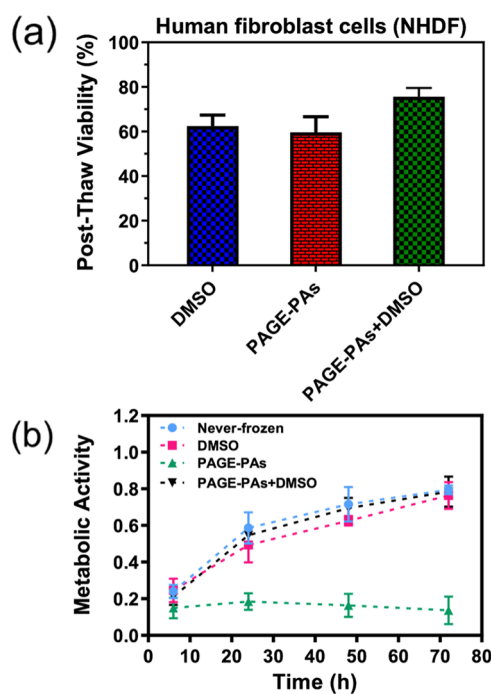 (a)
Human fibroblast cells (NHDF)
Post-Thaw Viability (%)
100
80
60
40
20
0
DMSO
PAGE-PAs
PAGE-PAs+DMSO
(b)
Metabolic Activity
1.2
1.0
0.8
0.6
0.4
0.2
0.0
Never-frozen
DMSO
PAGE-PAs
PAGE-PAs+DMSO
0 10 20 30 40 50 60 70 80
Time (h)